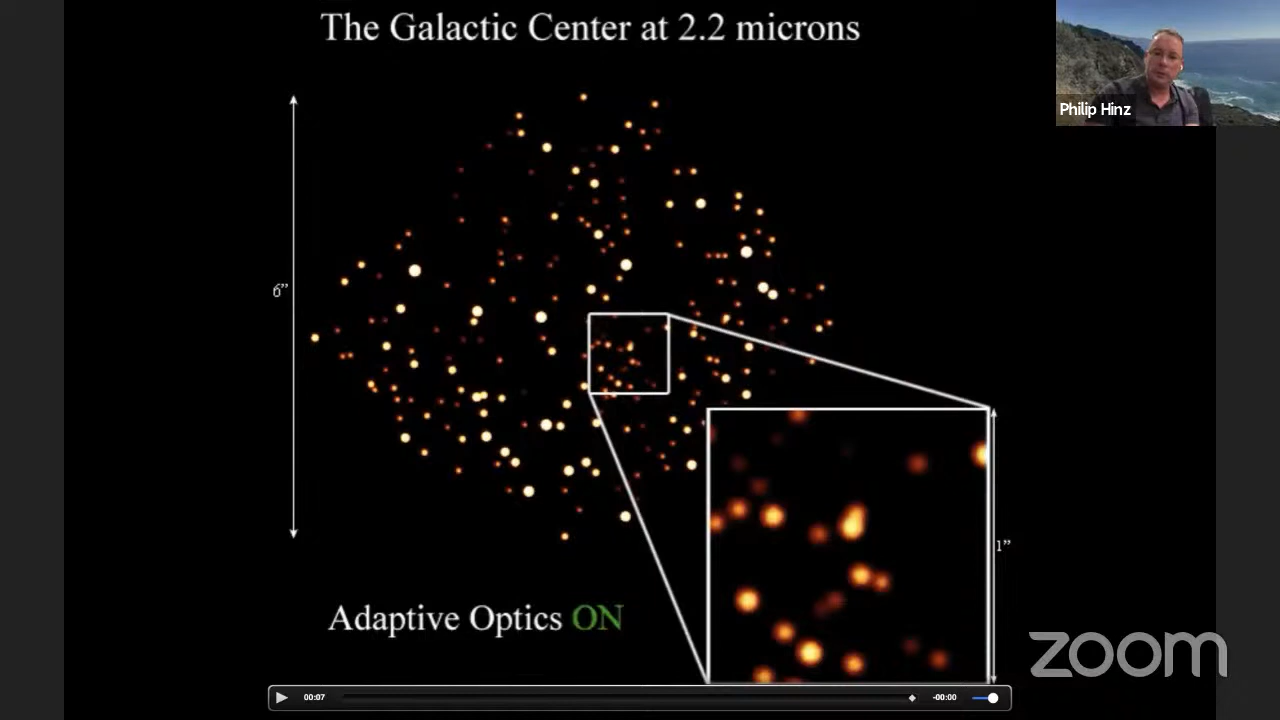 The Galactic Center at 2.2 microns
Philip Hinz
6”
1”
Adaptive Optics ON
zoom
00:07
-00:00